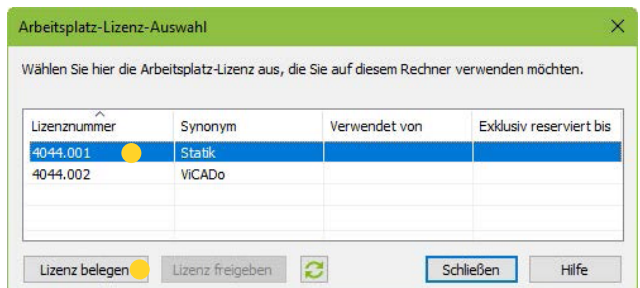 Arbeitsplatz-Lizenz-Auswahl
Wählen Sie hier die Arbeitsplatz-Lizenz aus, die Sie auf diesem Rechner verwenden möchten.
Lizenznummer Synonym Verwendet von Exklusiv reserviert bis
4044.001 Statik
4044.002 ViCADo
Lizenz belegen Lizenz freigeben Schließen Hilfe